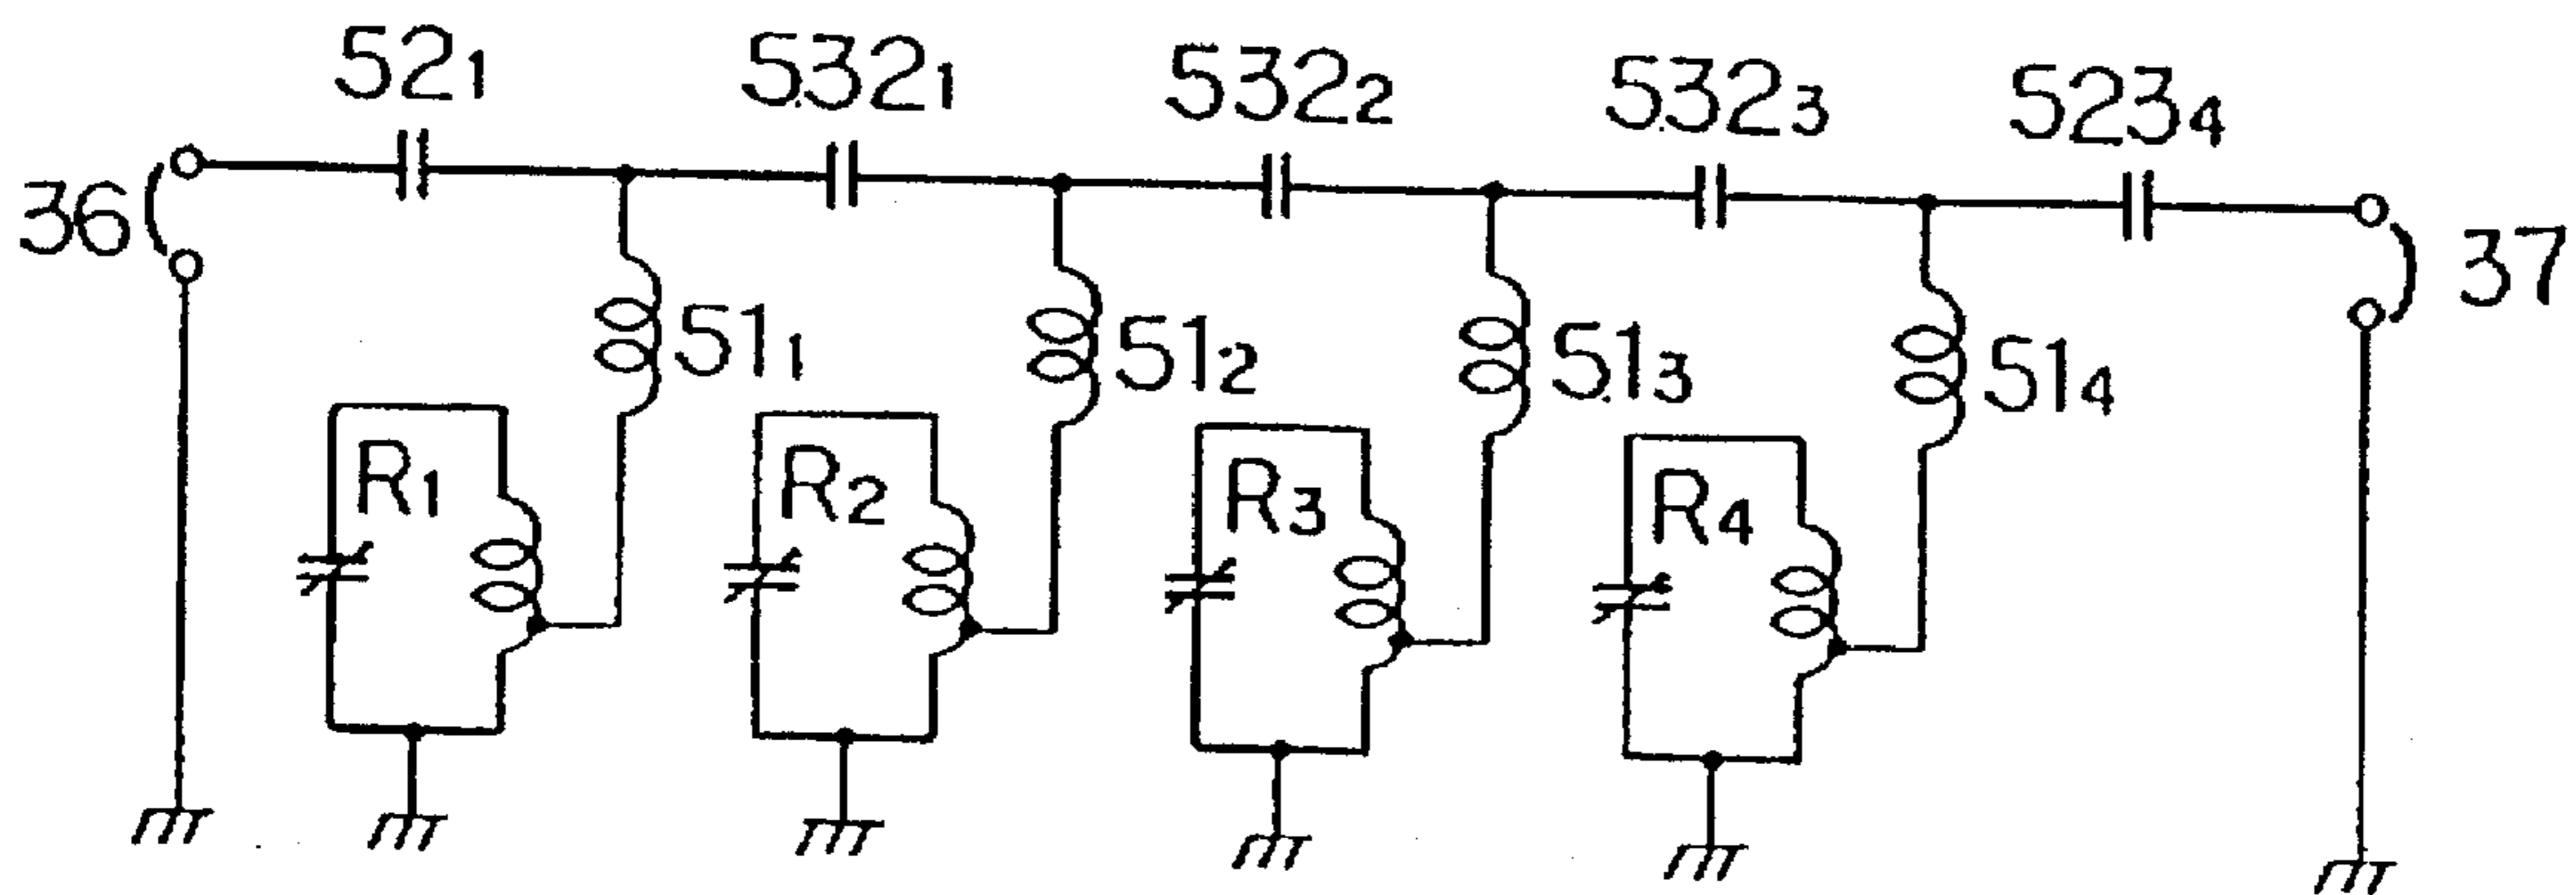 52₁ 532₁ 532₂ 532₃ 523₄
36 37
51₁ 51₂ 51₃ 51₄
R₁ R₂ R₃ R₄